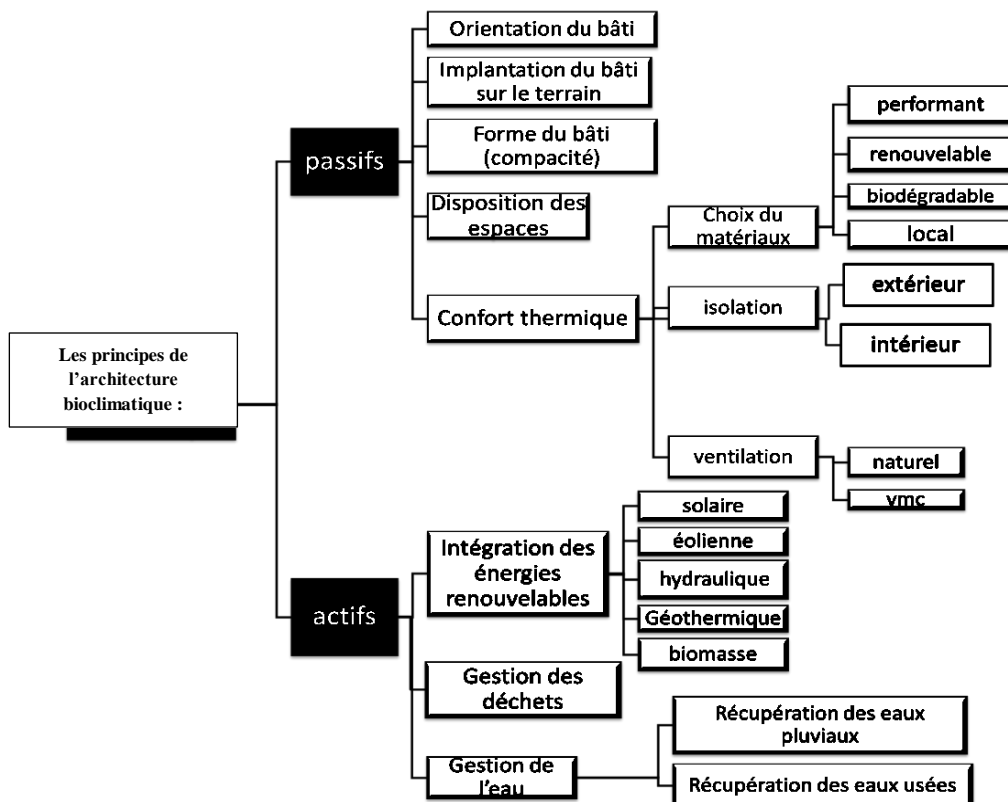 Les principes de
l’architecture
bioclimatique :
passifs
Orientation du bâti
Implantation du bâti
sur le terrain
Forme du bâti
(compacité)
Disposition des
espaces
Confort thermique
Choix du
matériaux
performant
renouvelable
biodégradable
local
isolation
extérieur
intérieur
ventilation
naturel
vmc
actifs
Intégration des
énergies
renouvelables
solaire
éolienne
hydraulique
Géothermique
biomasse
Gestion des
déchets
Gestion de
l'eau
Récupération des eaux
pluviaux
Récupération des eaux usées